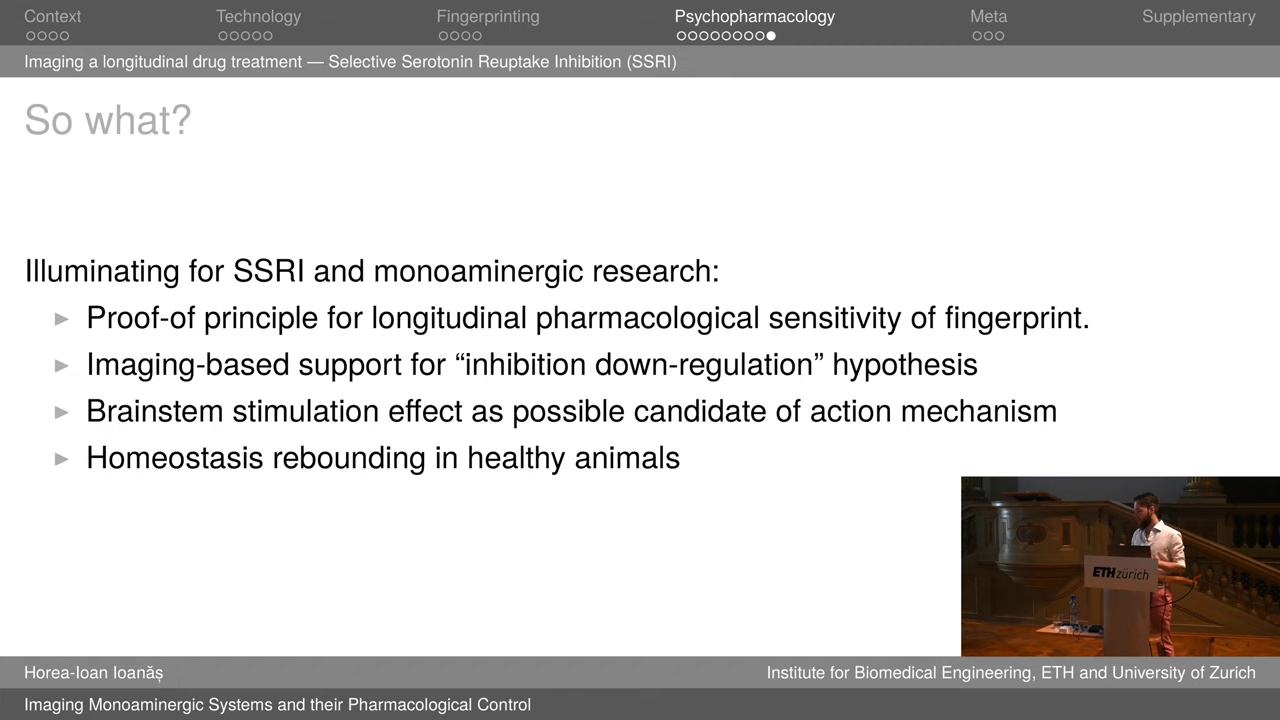 Context Technology Fingerprinting Psychopharmacology Meta Supplementary
Imaging a longitudinal drug treatment — Selective Serotonin Reuptake Inhibition (SSRI)
So what?
Illuminating for SSRI and monoaminergic research:
Proof-of principle for longitudinal pharmacological sensitivity of fingerprint.
Imaging-based support for “inhibition down-regulation” hypothesis
Brainstem stimulation effect as possible candidate of action mechanism
Homeostasis rebounding in healthy animals
ETH zürich
Horea-Ioan Ioanăș Institute for Biomedical Engineering, ETH and University of Zurich
Imaging Monoaminergic Systems and their Pharmacological Control